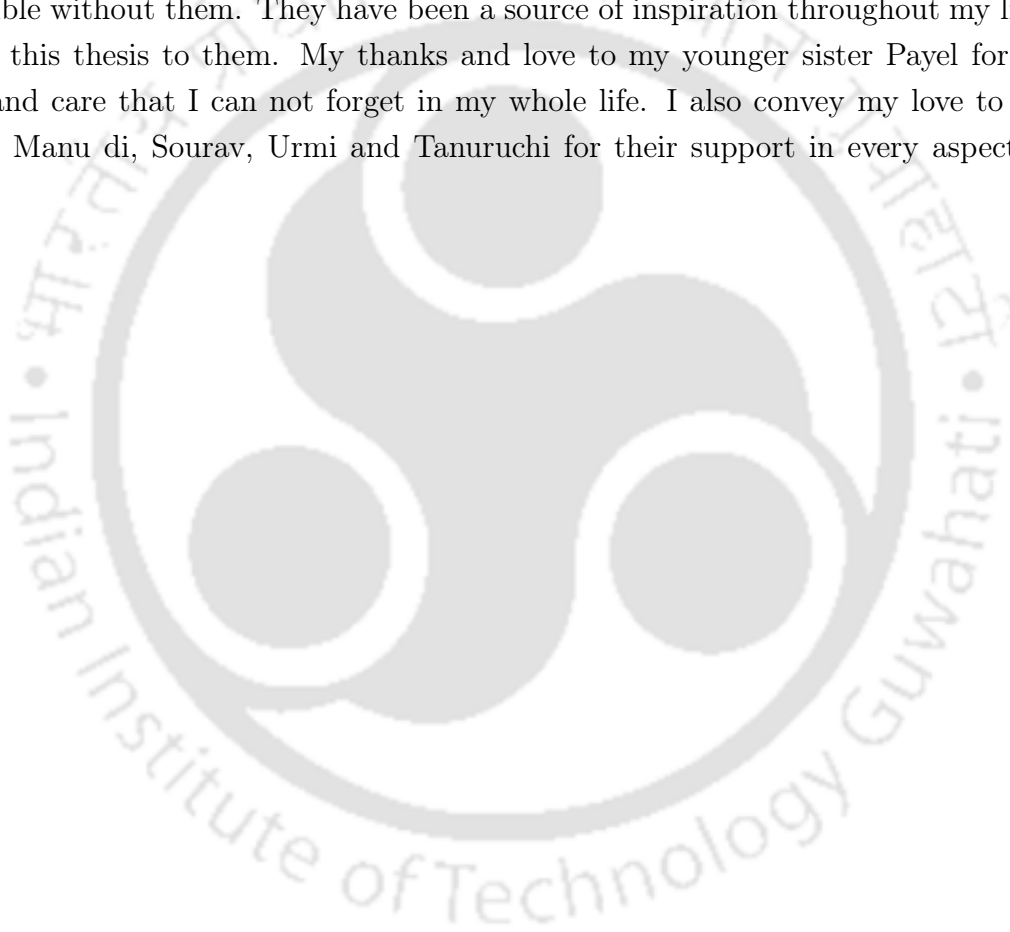 ble without them. They have been a source of inspiration throughout my li
this thesis to them. My thanks and love to my younger sister Payel for
and care that I can not forget in my whole life. I also convey my love to
Manu di, Sourav, Urmi and Tanuruchi for their support in every aspect
• Indian Institute of Technology Guwahati •